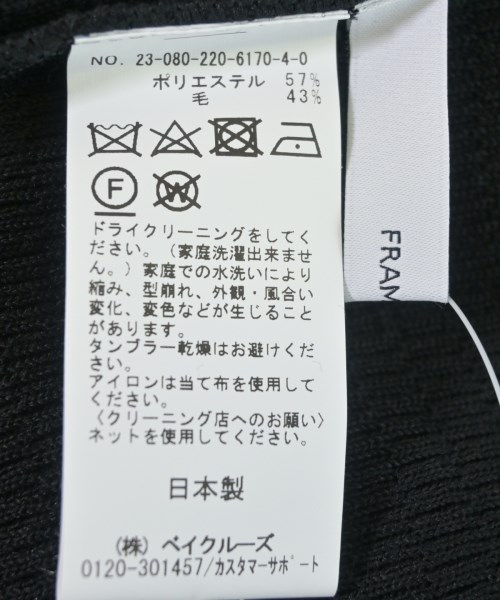 NO. 23-080-220-6170-4-0
ポリエステル 57%
毛 43%
F
W
ドライクリーニングをしてく
ださい。（家庭洗濯出来ませ
ん。）家庭での水洗いにより
縮み、型崩れ、外観・風合い
変化、変色などが生じること
があります。
タンブラー乾燥はお避けくだ
さい。
アイロンは当て布を使用して
ください。
〈クリーニング店へのお願い〉
ネットを使用してください。
日本製
(株) ベイクルーズ
0120-301457/カスタマーサポート
FRAM